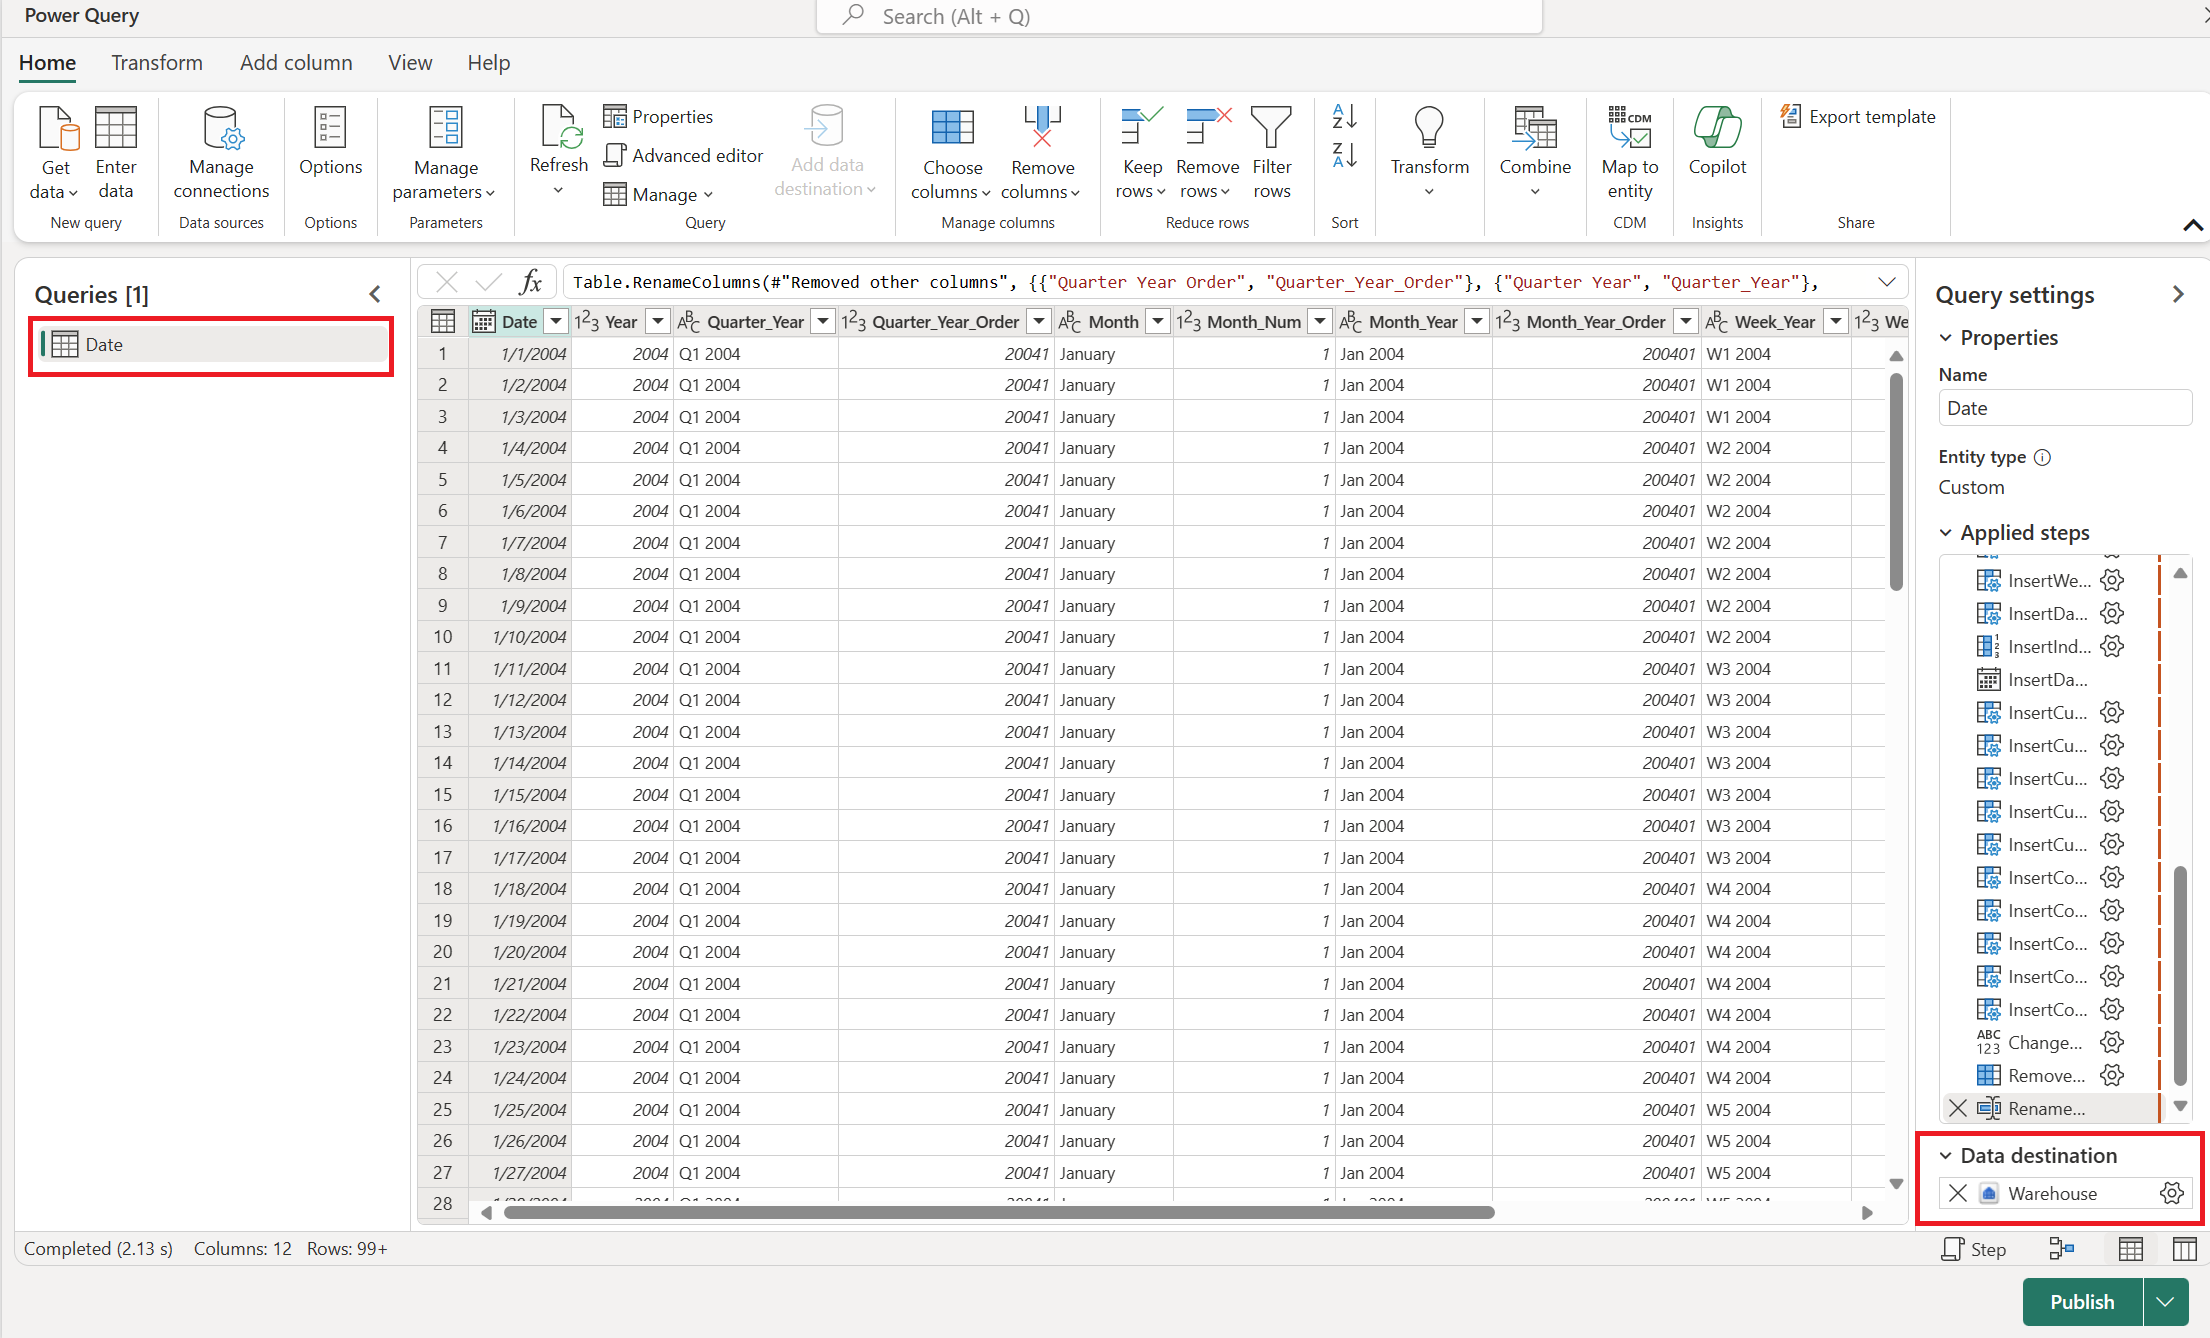 Power Query
Search (Alt + Q)
Home Transform Add column View Help
Get data
Enter data
New query
Manage connections
Data sources
Options
Options
Manage parameters
Parameters
Refresh
Properties
Advanced editor
Manage
Add data destination
Query
Choose columns
Remove columns
Manage columns
Keep rows
Remove rows
Filter rows
Reduce rows
Sort
Transform
Combine
CDM
Map to entity
CDM
Copilot
Insights
Export template
Share
Queries [1]
Date
fx Table.RenameColumns(#"Removed other columns", {{"Quarter Year Order", "Quarter_Year_Order"}, {"Quarter Year", "Quarter_Year"},
Date Year Quarter_Year Quarter_Year_Order Month Month_Num Month_Year Month_Year_Order Week_Year We
1 1/1/2004 2004 Q1 2004 20041 January 1 Jan 2004 200401 W1 2004
2 1/2/2004 2004 Q1 2004 20041 January 1 Jan 2004 200401 W1 2004
3 1/3/2004 2004 Q1 2004 20041 January 1 Jan 2004 200401 W1 2004
4 1/4/2004 2004 Q1 2004 20041 January 1 Jan 2004 200401 W2 2004
5 1/5/2004 2004 Q1 2004 20041 January 1 Jan 2004 200401 W2 2004
6 1/6/2004 2004 Q1 2004 20041 January 1 Jan 2004 200401 W2 2004
7 1/7/2004 2004 Q1 2004 20041 January 1 Jan 2004 200401 W2 2004
8 1/8/2004 2004 Q1 2004 20041 January 1 Jan 2004 200401 W2 2004
9 1/9/2004 2004 Q1 2004 20041 January 1 Jan 2004 200401 W2 2004
10 1/10/2004 2004 Q1 2004 20041 January 1 Jan 2004 200401 W2 2004
11 1/11/2004 2004 Q1 2004 20041 January 1 Jan 2004 200401 W3 2004
12 1/12/2004 2004 Q1 2004 20041 January 1 Jan 2004 200401 W3 2004
13 1/13/2004 2004 Q1 2004 20041 January 1 Jan 2004 200401 W3 2004
14 1/14/2004 2004 Q1 2004 20041 January 1 Jan 2004 200401 W3 2004
15 1/15/2004 2004 Q1 2004 20041 January 1 Jan 2004 200401 W3 2004
16 1/16/2004 2004 Q1 2004 20041 January 1 Jan 2004 200401 W3 2004
17 1/17/2004 2004 Q1 2004 20041 January 1 Jan 2004 200401 W3 2004
18 1/18/2004 2004 Q1 2004 20041 January 1 Jan 2004 200401 W4 2004
19 1/19/2004 2004 Q1 2004 20041 January 1 Jan 2004 200401 W4 2004
20 1/20/2004 2004 Q1 2004 20041 January 1 Jan 2004 200401 W4 2004
21 1/21/2004 2004 Q1 2004 20041 January 1 Jan 2004 200401 W4 2004
22 1/22/2004 2004 Q1 2004 20041 January 1 Jan 2004 200401 W4 2004
23 1/23/2004 2004 Q1 2004 20041 January 1 Jan 2004 200401 W4 2004
24 1/24/2004 2004 Q1 2004 20041 January 1 Jan 2004 200401 W4 2004
25 1/25/2004 2004 Q1 2004 20041 January 1 Jan 2004 200401 W5 2004
26 1/26/2004 2004 Q1 2004 20041 January 1 Jan 2004 200401 W5 2004
27 1/27/2004 2004 Q1 2004 20041 January 1 Jan 2004 200401 W5 2004
28
Query settings
Properties
Name
Date
Entity type
Custom
Applied steps
InsertWe...
InsertDa...
InsertInd...
InsertDa...
InsertCu...
InsertCu...
InsertCu...
InsertCu...
InsertCu...
InsertCo...
InsertCo...
InsertCo...
InsertCo...
InsertCo...
Change...
Remove...
Rename...
Data destination
Warehouse
Completed (2.13 s) Columns: 12 Rows: 99+
Step
Publish